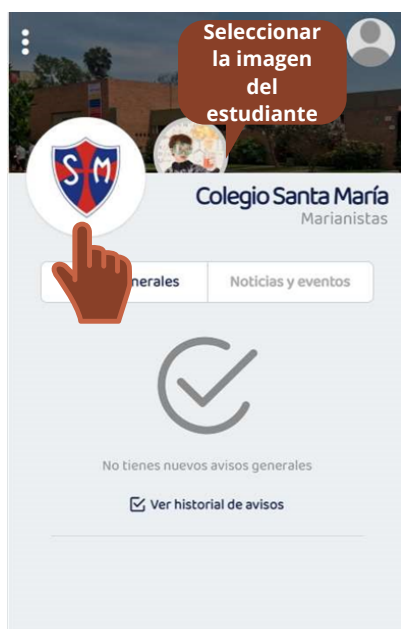 Seleccionar
la imagen
del
estudiante
SM
Colegio Santa María
Marianistas
nerales
Noticias y eventos
No tienes nuevos avisos generales
Ver historial de avisos